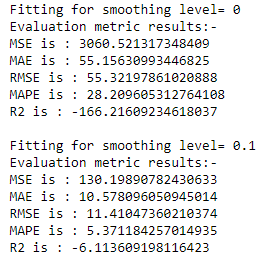 Fitting for smoothing level= 0
Evaluation metric results:-
MSE is : 3060.521317348409
MAE is : 55.15630993446825
RMSE is : 55.32197861020888
MAPE is : 28.209605312764108
R2 is : -166.21609234618037
Fitting for smoothing level= 0.1
Evaluation metric results:-
MSE is : 130.19890782430633
MAE is : 10.578096050945014
RMSE is : 11.41047360210374
MAPE is : 5.371184257014935
R2 is : -6.113609198116423